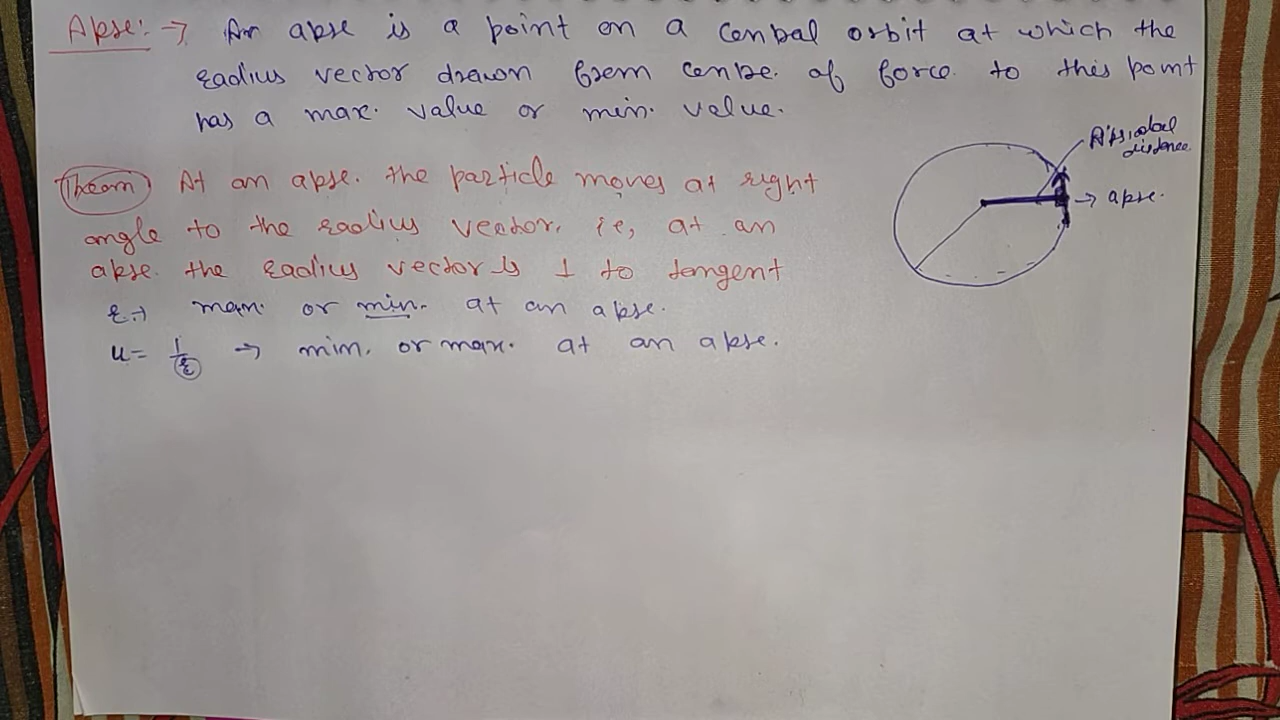 Apse :→ An apse is a point on a central orbit at which the
radius vector drawn from centre. of force. to this point
has a max. value or min. value.
Apsidal
distance.
→ apse.
Theorem At an apse. the particle moves at right
angle to the radius vector. ie, at an
apse. the radius vector is ⊥ to tangent
r → max. or min. at an apse.
u = 1/r → min. or max. at an apse.